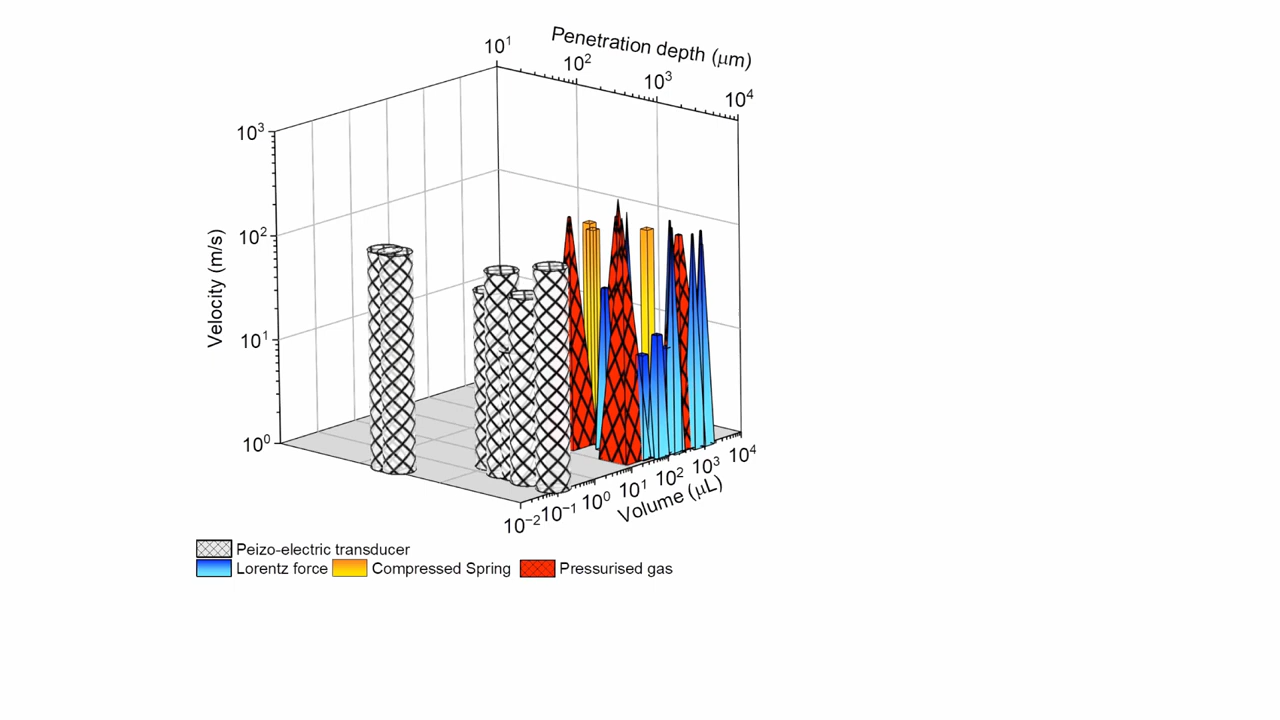 Penetration depth (μm)
10¹
10²
10³
10⁴
10³
10²
10¹
10⁰
Velocity (m/s)
10⁻² 10⁻¹ 10⁰ 10¹ 10² 10³ 10⁴
Volume (μL)
Peizo-electric transducer
Lorentz force Compressed Spring Pressurised gas